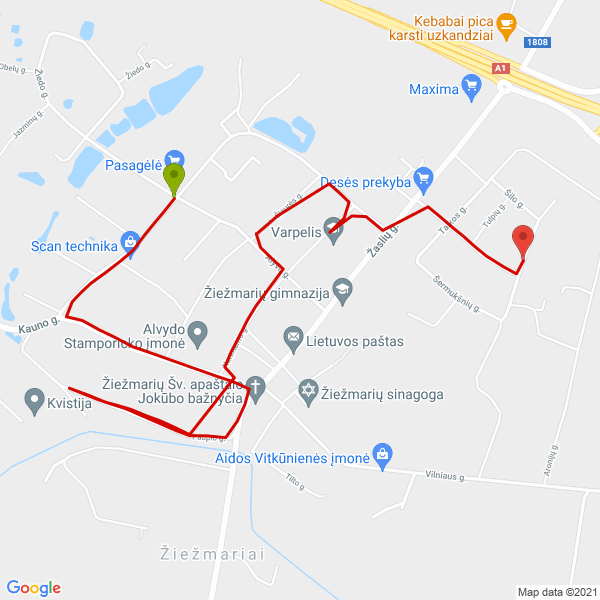 Kebabai pica
karsti uzkandziai
1808
A1
Obelų g.
Žiedo g.
Žiedo g.
Maxima
Jazminų g.
Pasagėlė
Desės prekyba
Šilo g.
Tulpių g.
Taikos g.
Varpelis
Scan technika
Žaslių g.
Žiežmarių gimnazija
Šermukšnių g.
Kauno g.
Alvydo
Stamporicko įmonė
Lietuvos paštas
Žiežmarių Šv. apaštalo
Jokūbo bažnyčia
Žiežmarių sinagoga
Kvistija
Aidos Vitkūnienės įmonė
Vilniaus g.
Aronijų g.
Tilto g.
Žiežmariai
Google
Map data ©2021